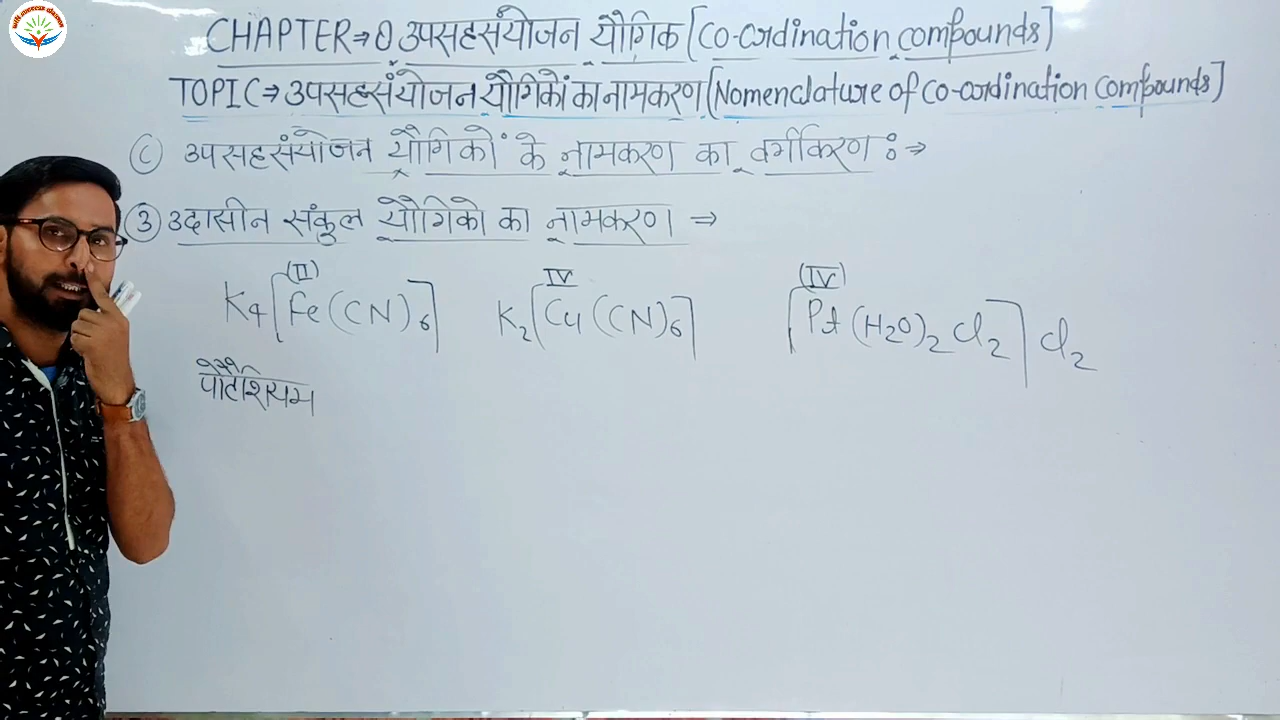 CHAPTER⇒ 0 उपसहसंयोजन यौगिक [Co-ordination compounds]
TOPIC⇒ उपसहसंयोजन यौगिकों का नामकरण [Nomenclature of Co-ordination compounds]
(C) उपसहसंयोजन यौगिकों के नामकरण का वर्गीकरण :⇒
(3) उदासीन संकुल यौगिको का नामकरण ⇒
(II) IV (IV)
K4[Fe(CN)6] K2[Cu(CN)6] [Pt(H2O)2Cl2]Cl2
पोटाशियम